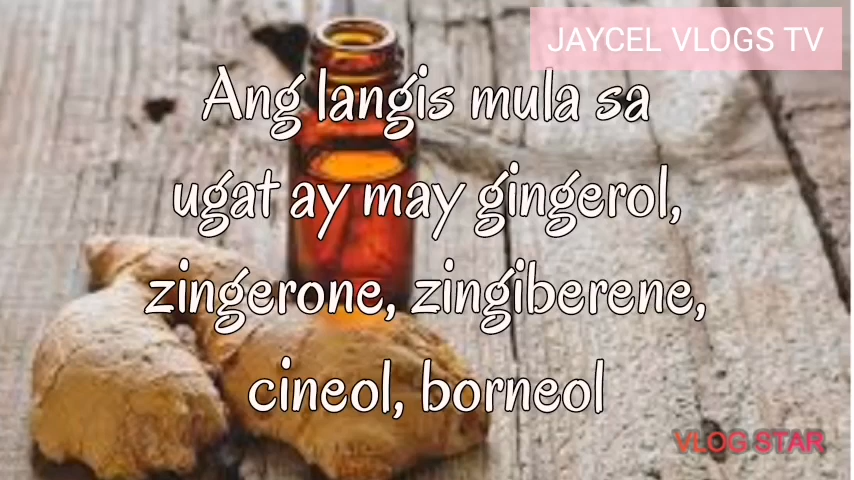 JAYCEL VLOGS TV
Ang langis mula sa
ugat ay may gingerol,
zingerone, zingiberene,
cineol, borneol
VLOG STAR